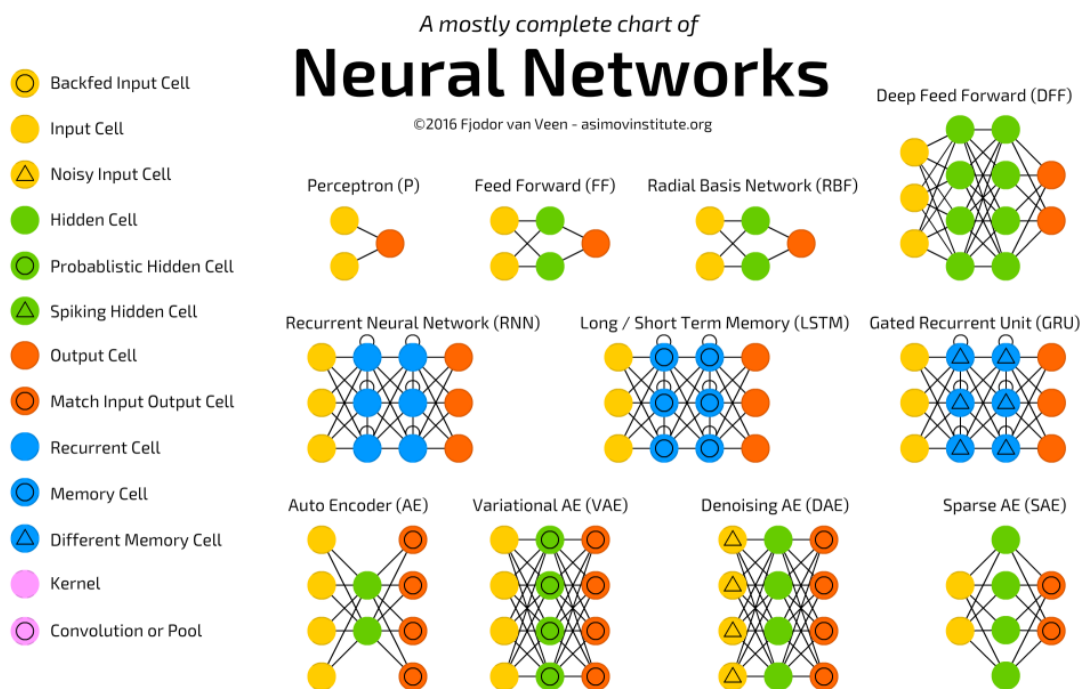 A mostly complete chart of
Neural Networks
©2016 Fjodor van Veen - asimovinstitute.org
Backfed Input Cell
Input Cell
Noisy Input Cell
Hidden Cell
Probablistic Hidden Cell
Spiking Hidden Cell
Output Cell
Match Input Output Cell
Recurrent Cell
Memory Cell
Different Memory Cell
Kernel
Convolution or Pool
Deep Feed Forward (DFF)
Perceptron (P)
Feed Forward (FF)
Radial Basis Network (RBF)
Recurrent Neural Network (RNN)
Long / Short Term Memory (LSTM)
Gated Recurrent Unit (GRU)
Auto Encoder (AE)
Variational AE (VAE)
Denoising AE (DAE)
Sparse AE (SAE)